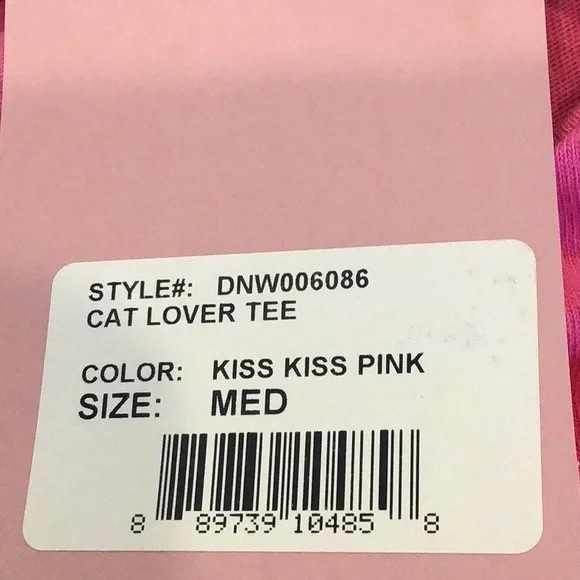 STYLE#: DNW006086
CAT LOVER TEE
COLOR: KISS KISS PINK
SIZE: MED
8 89739 10485 8